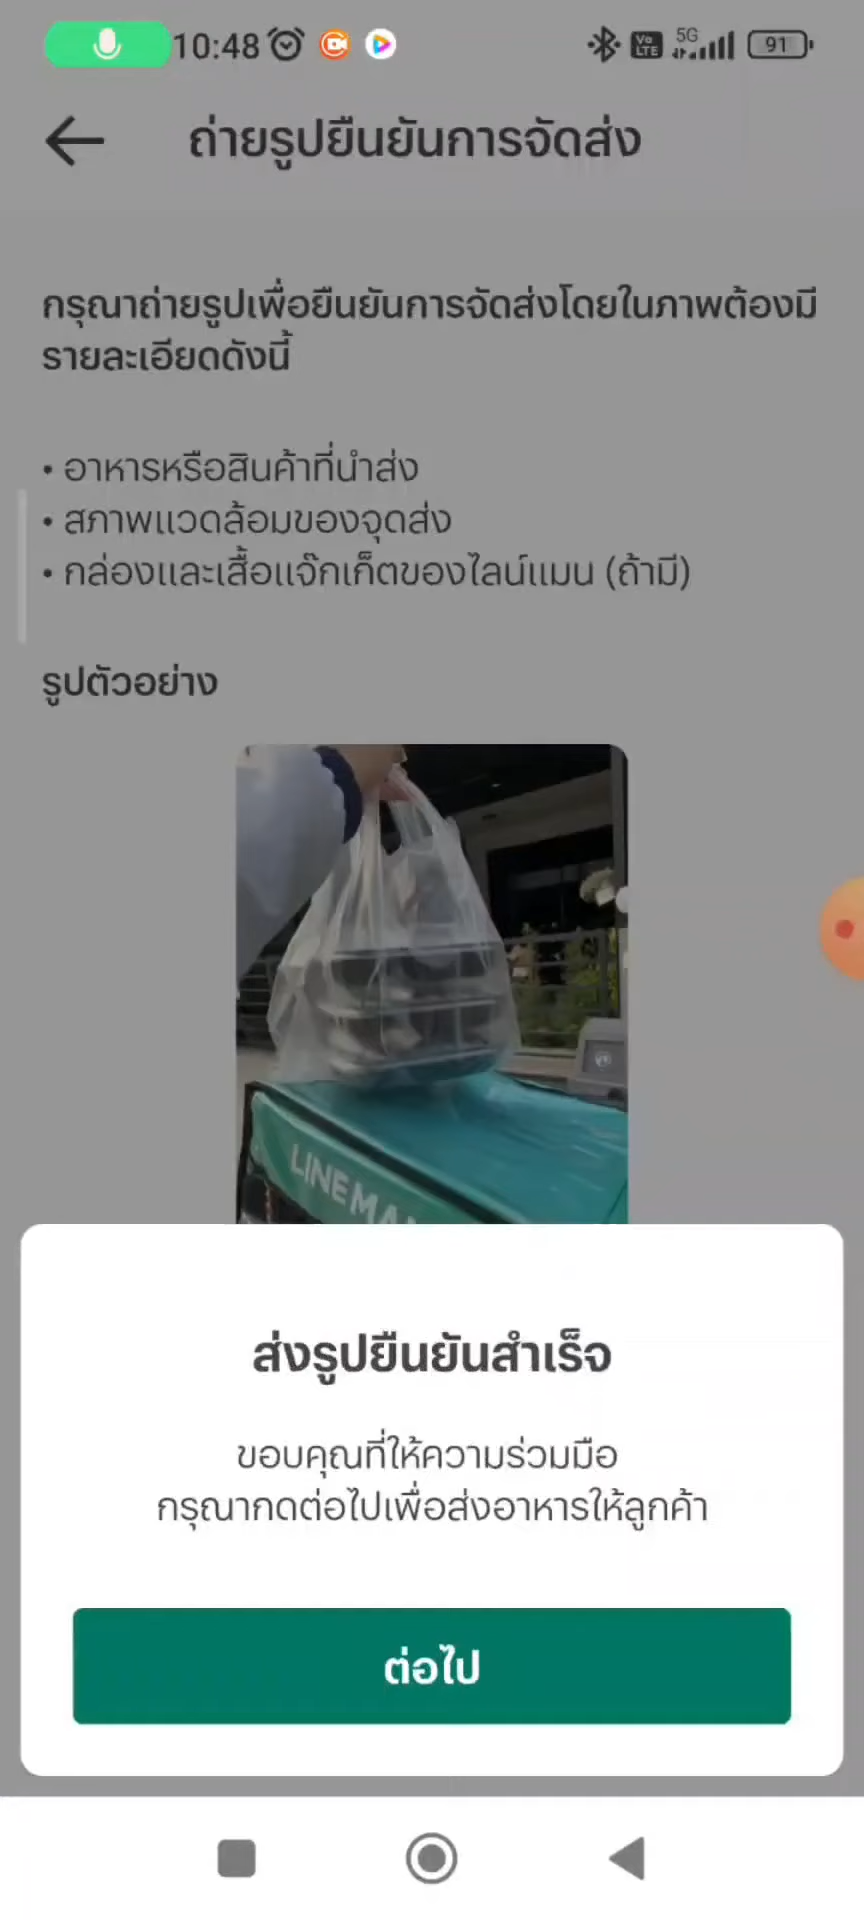 10:48
Vo LTE
5G
91
ถ่ายรูปยืนยันการจัดส่ง
กรุณาถ่ายรูปเพื่อยืนยันการจัดส่งโดยในภาพต้องมี
รายละเอียดดังนี้
• อาหารหรือสินค้าที่นำส่ง
• สภาพแวดล้อมของจุดส่ง
• กล่องและเสื้อแจ๊กเก็ตของไลน์แมน (ถ้ามี)
รูปตัวอย่าง
LINE MA
ส่งรูปยืนยันสำเร็จ
ขอบคุณที่ให้ความร่วมมือ
กรุณากดต่อไปเพื่อส่งอาหารให้ลูกค้า
ต่อไป